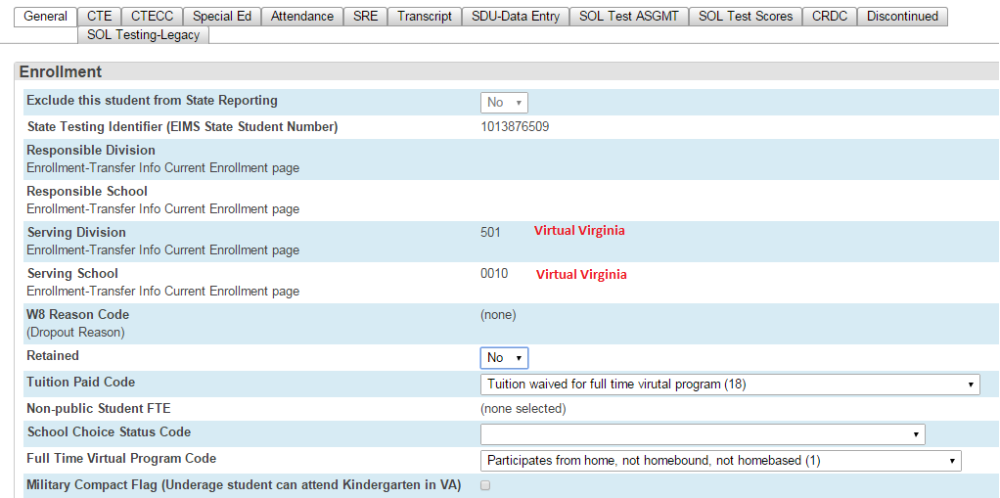 General CTE CTECC Special Ed Attendance SRE Transcript SDU-Data Entry SOL Test ASGMT SOL Test Scores CRDC Discontinued
SOL Testing-Legacy
Enrollment
Exclude this student from State Reporting No
State Testing Identifier (EIMS State Student Number) 1013876509
Responsible Division
Enrollment-Transfer Info Current Enrollment page
Responsible School
Enrollment-Transfer Info Current Enrollment page
Serving Division 501 Virtual Virginia
Enrollment-Transfer Info Current Enrollment page
Serving School 0010 Virtual Virginia
Enrollment-Transfer Info Current Enrollment page
W8 Reason Code (none)
(Dropout Reason)
Retained No
Tuition Paid Code Tuition waived for full time virutal program (18)
Non-public Student FTE (none selected)
School Choice Status Code
Full Time Virtual Program Code Participates from home, not homebound, not homebased (1)
Military Compact Flag (Underage student can attend Kindergarten in VA)